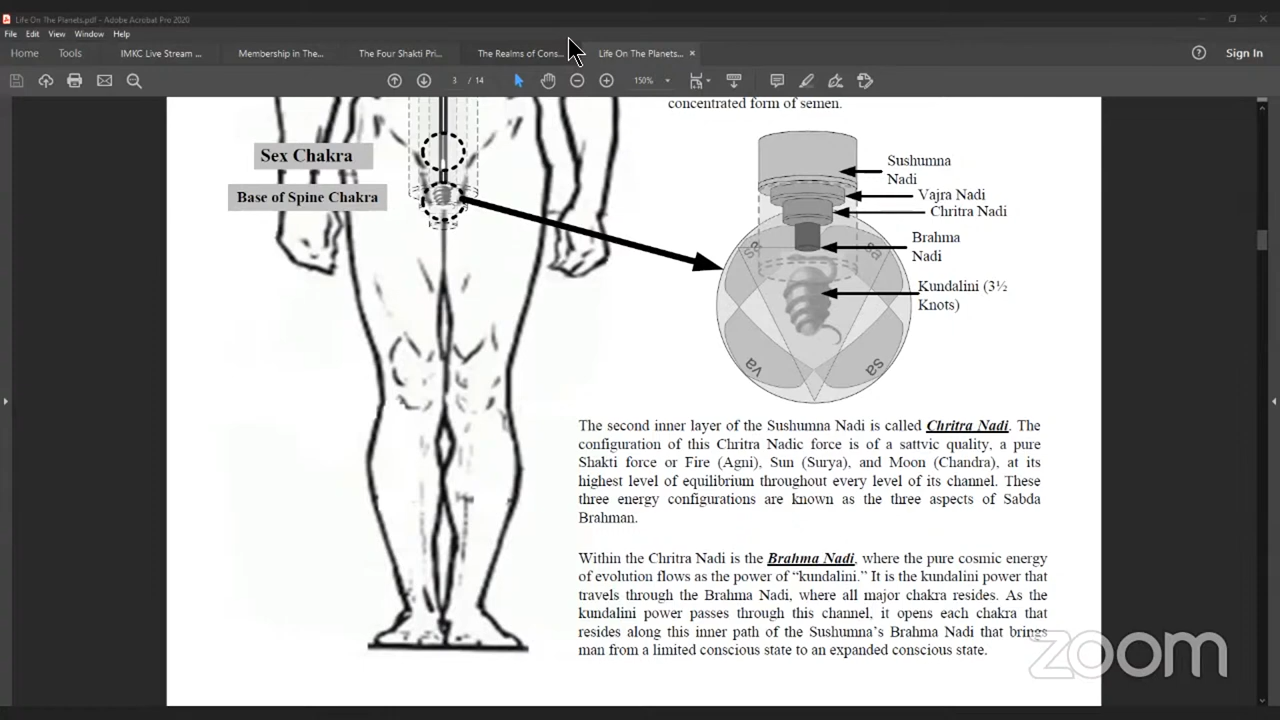 Life On The Planets.pdf - Adobe Acrobat Pro 2020
File Edit View Window Help
Home Tools IMKC Live Stream ... Membership in The... The Four Shakti Pri... The Realms of Cons... Life On The Planets... × Sign In
3 / 14 150%
concentrated form of semen.
Sex Chakra
Base of Spine Chakra
Sushumna
Nadi
Vajra Nadi
Chritra Nadi
Brahma
Nadi
Kundalini (3½
Knots)
sa
sa
va
sa
The second inner layer of the Sushumna Nadi is called Chritra Nadi. The
configuration of this Chritra Nadic force is of a sattvic quality, a pure
Shakti force or Fire (Agni), Sun (Surya), and Moon (Chandra), at its
highest level of equilibrium throughout every level of its channel. These
three energy configurations are known as the three aspects of Sabda
Brahman.
Within the Chritra Nadi is the Brahma Nadi, where the pure cosmic energy
of evolution flows as the power of “kundalini.” It is the kundalini power that
travels through the Brahma Nadi, where all major chakra resides. As the
kundalini power passes through this channel, it opens each chakra that
resides along this inner path of the Sushumna’s Brahma Nadi that brings
man from a limited conscious state to an expanded conscious state.
zoom